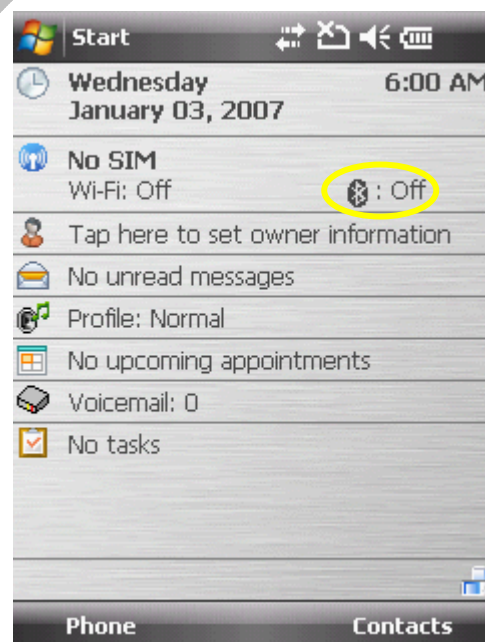 Start
Wednesday 6:00 AM
January 03, 2007
No SIM
Wi-Fi: Off : Off
Tap here to set owner information
No unread messages
Profile: Normal
No upcoming appointments
Voicemail: 0
No tasks
Phone Contacts